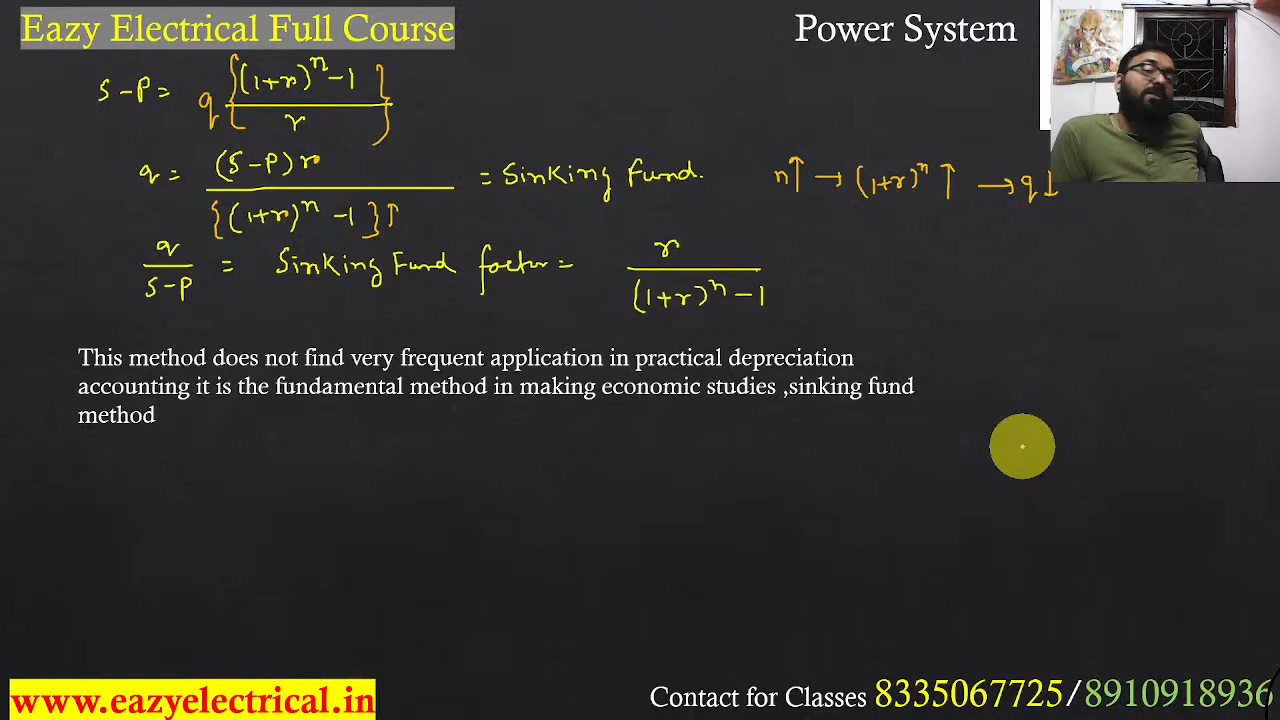 Eazy Electrical Full Course
Power System
S-P = q {(1+r)^n -1} / {r}
q = (S-P) r / {(1+r)^n -1}↑ = Sinking Fund.
n↑ → (1+r)^n ↑ → q↓
q / S-P = Sinking Fund factor = r / (1+r)^n -1
This method does not find very frequent application in practical depreciation
accounting it is the fundamental method in making economic studies ,sinking fund
method
www.eazyelectrical.in
Contact for Classes 8335067725/8910918936